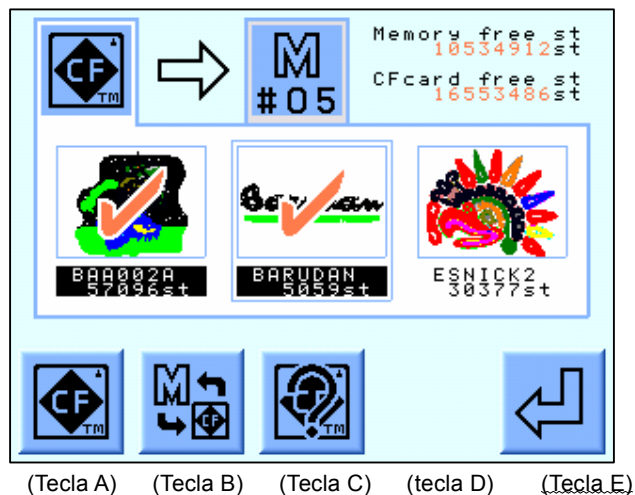 CF
TM
M
#05
Memory free st
10534912st
CFcard free st
16553486st
BAA002A
57096st
BARUDAN
5059st
ESNICK2
30377st
CF
TM
M
CF
CF
TM
(Tecla A) (Tecla B) (Tecla C) (tecla D) (Tecla E)